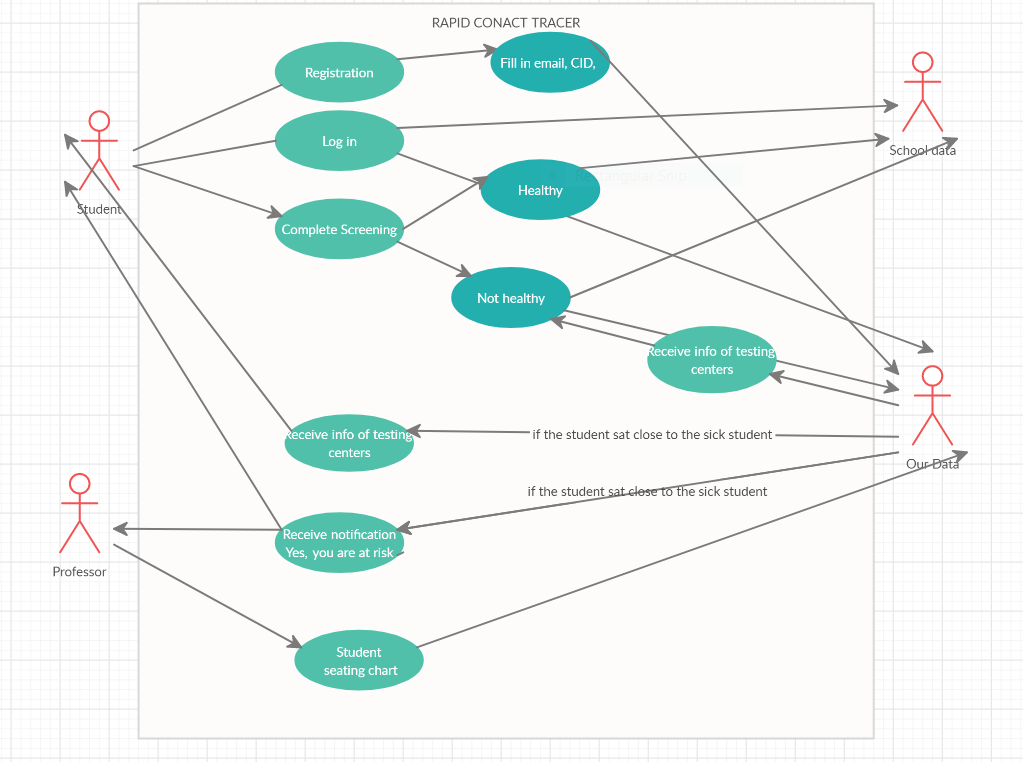 RAPID CONACT TRACER
Registration
Fill in email, CID,
Log in
School data
Rectangular Snip
Student
Healthy
Complete Screening
Not healthy
Receive info of testing
centers
Receive info of testing
centers
if the student sat close to the sick student
Our Data
if the student sat close to the sick student
Receive notification
Yes, you are at risk
Professor
Student
seating chart